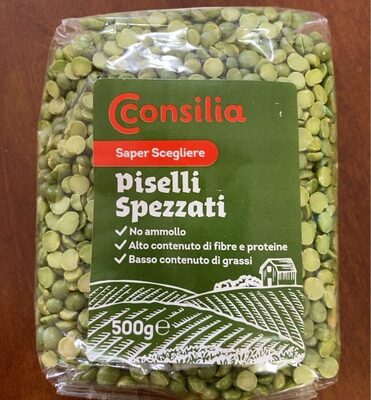 Consilia
Saper Scegliere
Piselli
Spezzati
No ammollo
Alto contenuto di fibre e proteine
Basso contenuto di grassi
500g℮